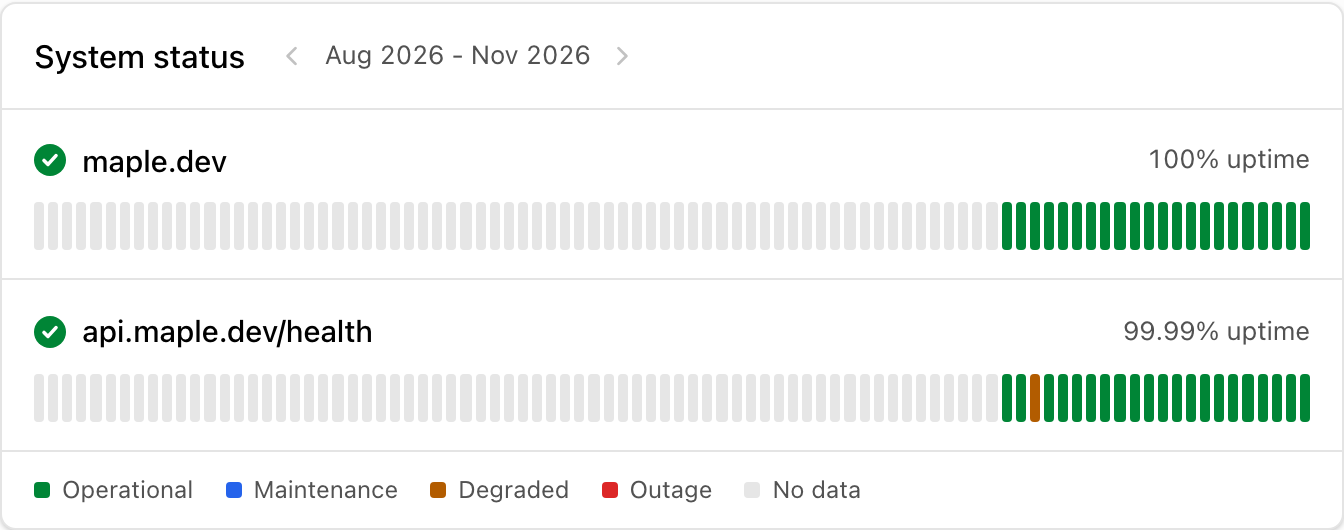 System status
Aug 2026 - Nov 2026
maple.dev
100% uptime
api.maple.dev/health
99.99% uptime
Operational
Maintenance
Degraded
Outage
No data